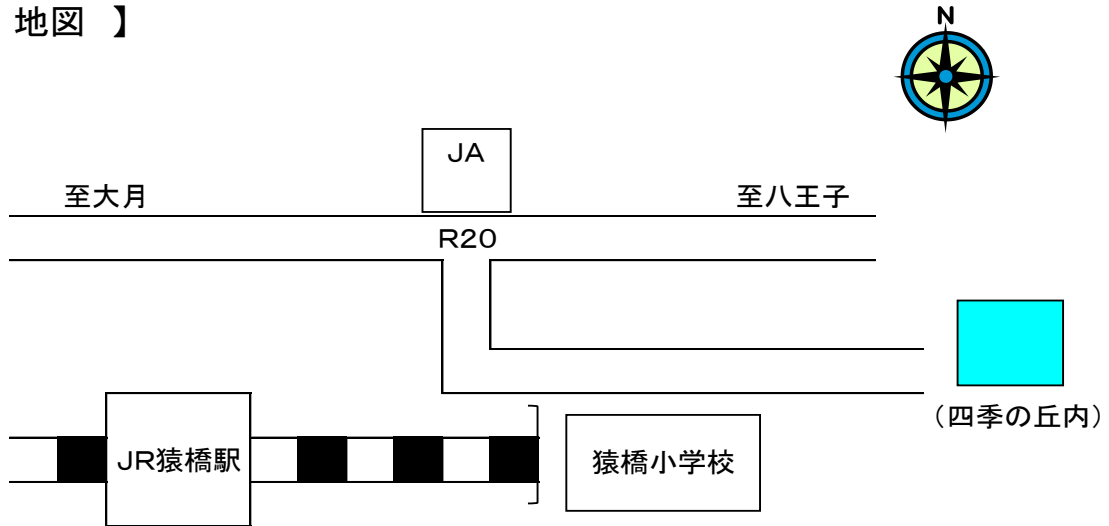 地図 】
N
JA
至大月
至八王子
R20
(四季の丘内)
JR猿橋駅
猿橋小学校